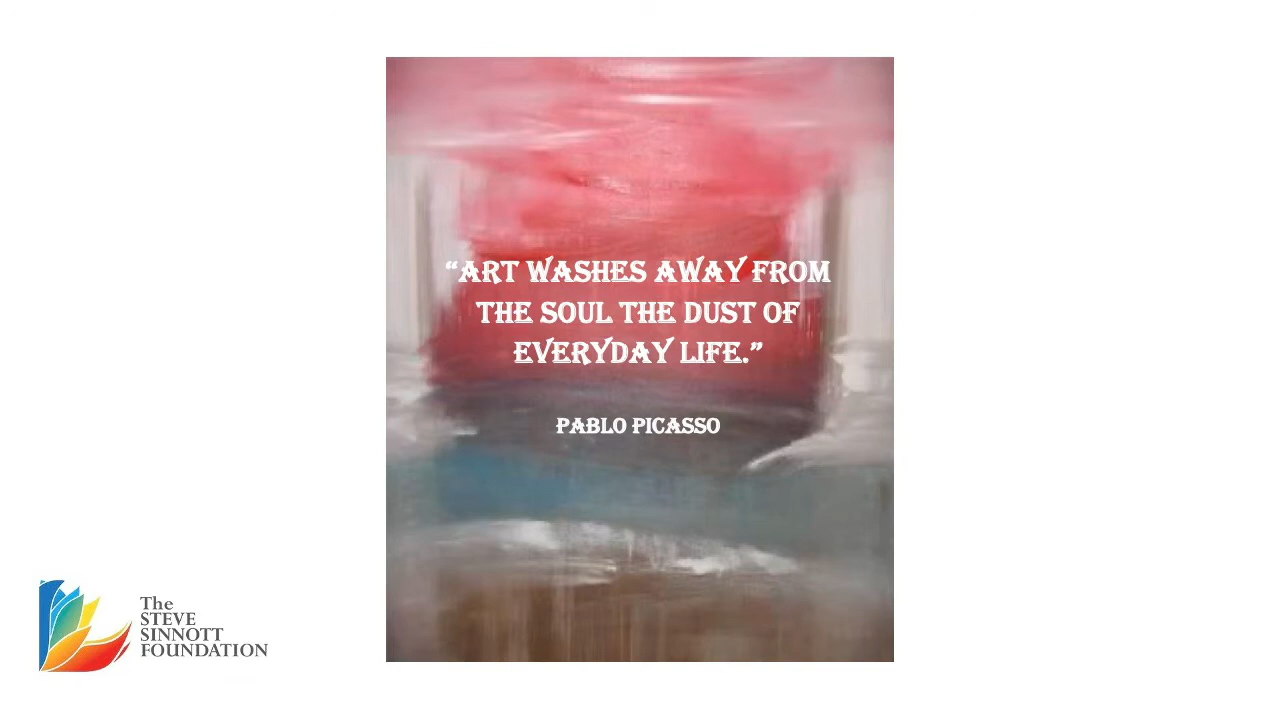 “ART WASHES AWAY FROM
THE SOUL THE DUST OF
EVERYDAY LIFE.”
PABLO PICASSO
The
STEVE
SINNOTT
FOUNDATION